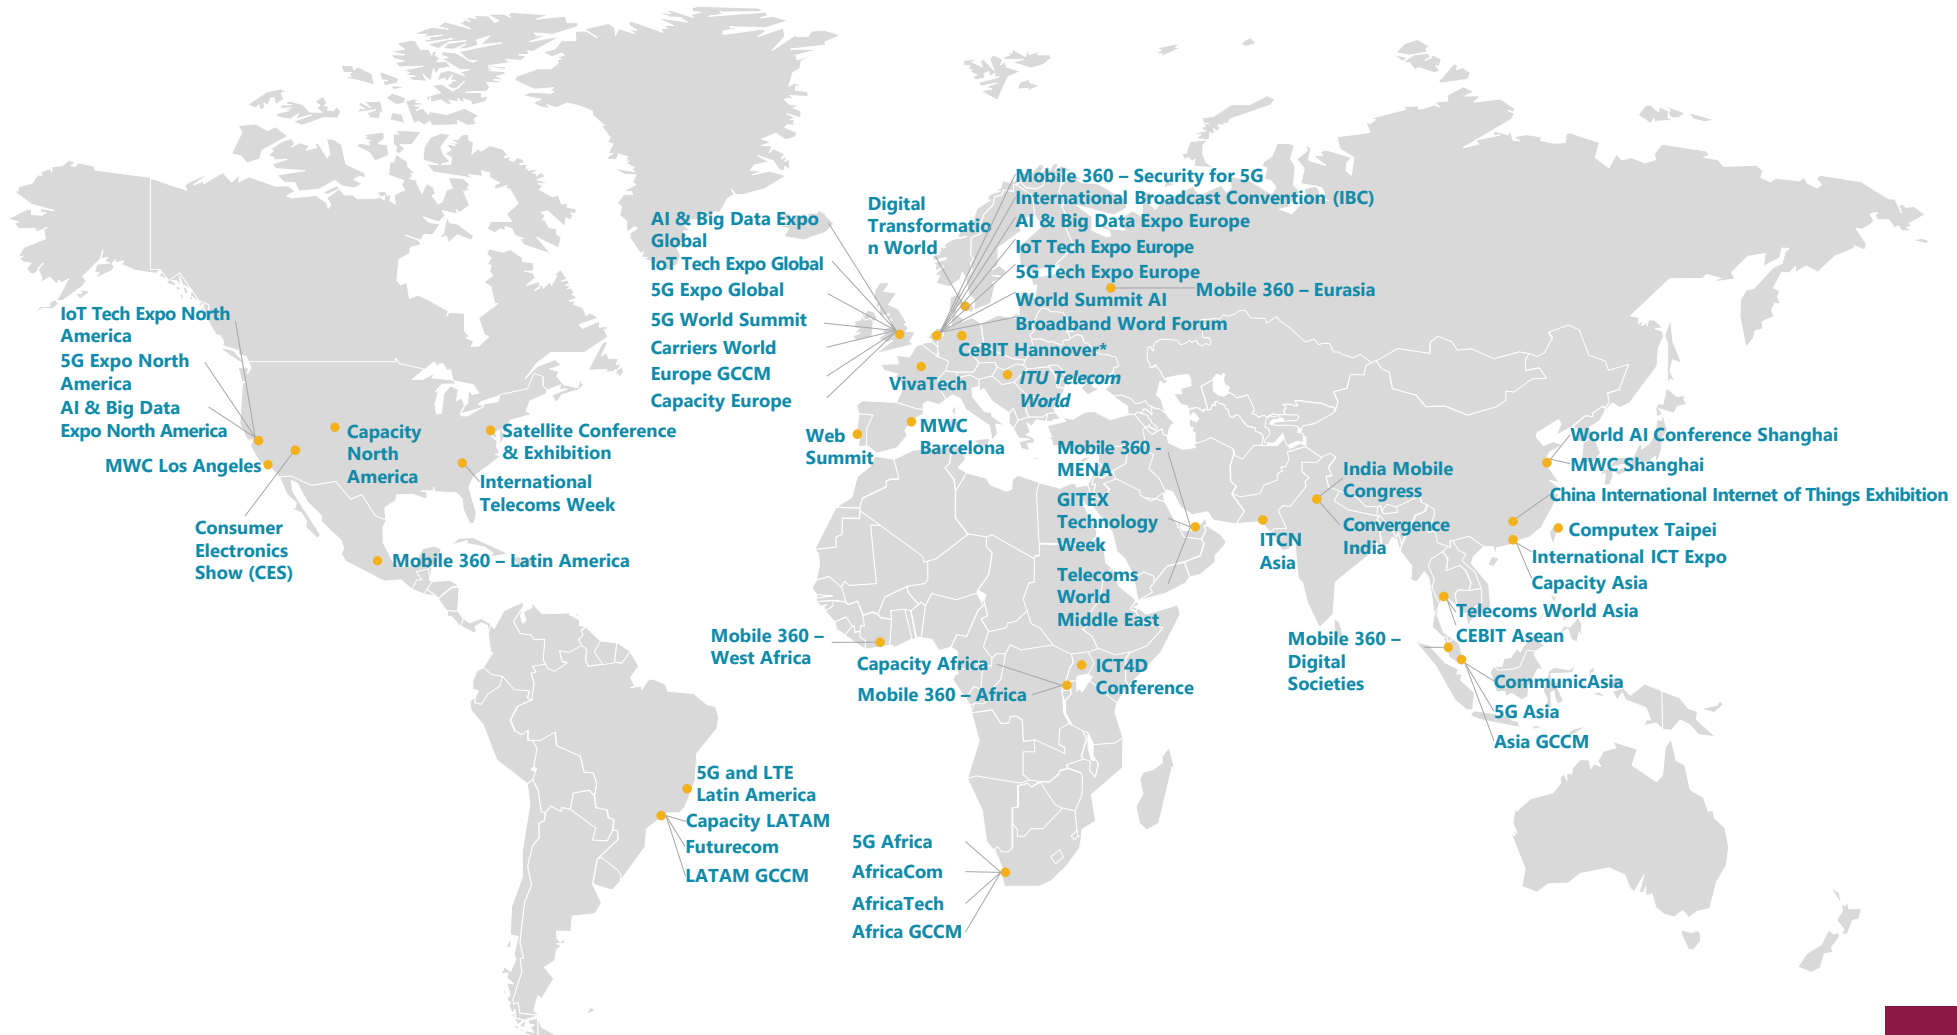 IoT Tech Expo North
America
5G Expo North
America
AI & Big Data
Expo North America
MWC Los Angeles
Consumer
Electronics
Show (CES)
Capacity
North
America
Satellite Conference
& Exhibition
International
Telecoms Week
Mobile 360 – Latin America
5G and LTE
Latin America
Capacity LATAM
Futurecom
LATAM GCCM
AI & Big Data Expo
Global
IoT Tech Expo Global
5G Expo Global
5G World Summit
Carriers World
Europe GCCM
Capacity Europe
Digital
Transformatio
n World
Mobile 360 – Security for 5G
International Broadcast Convention (IBC)
AI & Big Data Expo Europe
IoT Tech Expo Europe
5G Tech Expo Europe
World Summit AI
Broadband Word Forum
Mobile 360 – Eurasia
CeBIT Hannover*
VivaTech
ITU Telecom
World
Web
Summit
MWC
Barcelona
Mobile 360 -
MENA
GITEX
Technology
Week
Telecoms
World
Middle East
Mobile 360 –
West Africa
Capacity Africa
Mobile 360 – Africa
ICT4D
Conference
5G Africa
AfricaCom
AfricaTech
Africa GCCM
ITCN
Asia
India Mobile
Congress
Convergence
India
World AI Conference Shanghai
MWC Shanghai
China International Internet of Things Exhibition
Computex Taipei
International ICT Expo
Capacity Asia
Telecoms World Asia
CEBIT Asean
Mobile 360 –
Digital
Societies
CommunicAsia
5G Asia
Asia GCCM